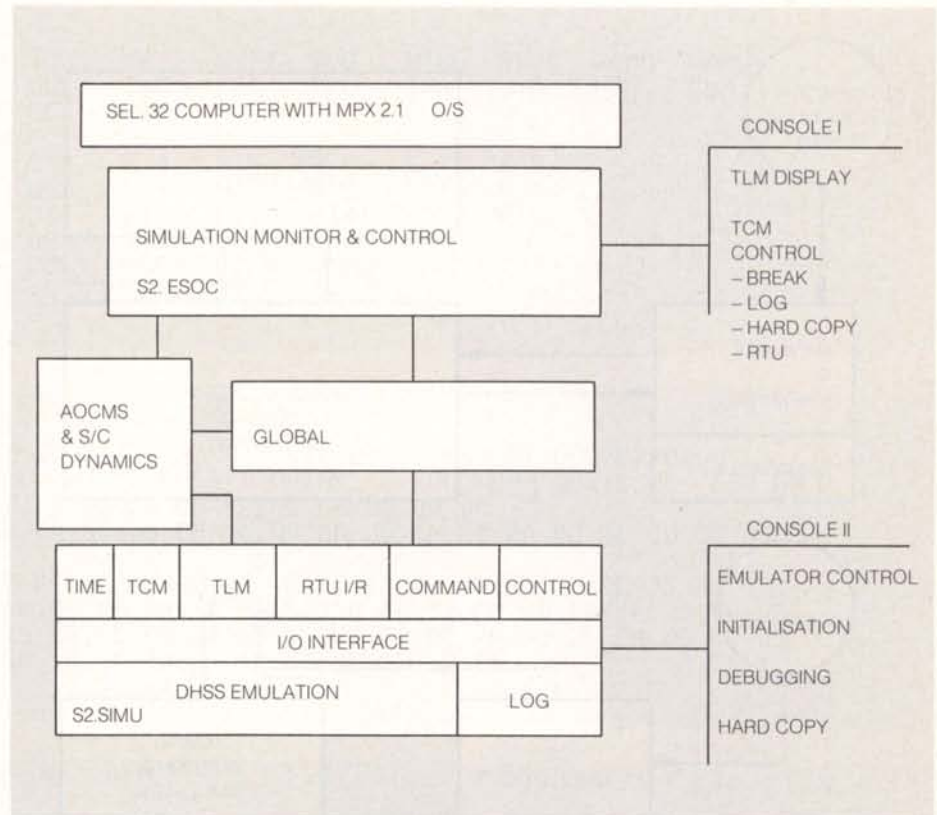 SEL. 32 COMPUTER WITH MPX 2.1 O/S
CONSOLE I
TLM DISPLAY
TCM
CONTROL
– BREAK
– LOG
– HARD COPY
– RTU
SIMULATION MONITOR & CONTROL
S2. ESOC
AOCMS
& S/C
DYNAMICS
GLOBAL
TIME TCM TLM RTU I/R COMMAND CONTROL
I/O INTERFACE
DHSS EMULATION
S2.SIMU
LOG
CONSOLE II
EMULATOR CONTROL
INITIALISATION
DEBUGGING
HARD COPY